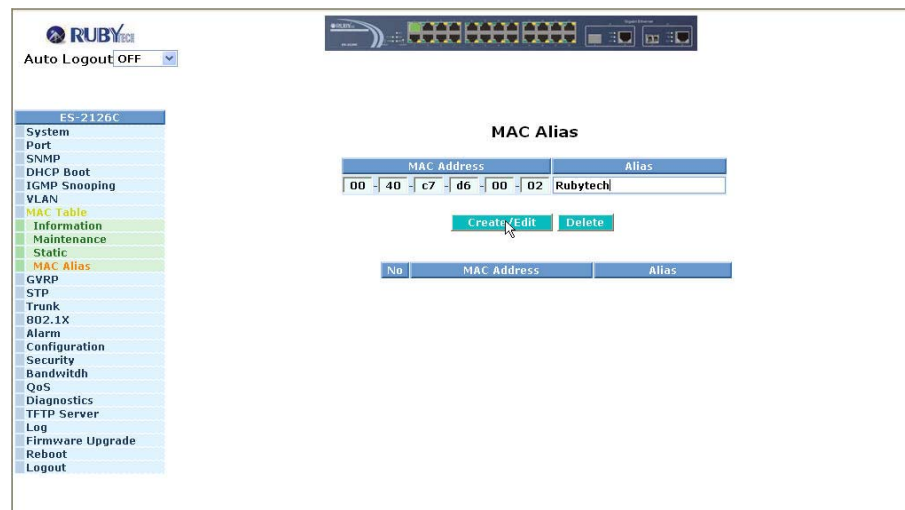 RUBYTECH
Auto Logout OFF
ES-2126C
System
Port
SNMP
DHCP Boot
IGMP Snooping
VLAN
MAC Table
Information
Maintenance
Static
MAC Alias
GVRP
STP
Trunk
802.1X
Alarm
Configuration
Security
Bandwitdh
QoS
Diagnostics
TFTP Server
Log
Firmware Upgrade
Reboot
Logout
MAC Alias
MAC Address Alias
00 - 40 - c7 - d6 - 00 - 02 Rubytech
Create/Edit Delete
No MAC Address Alias